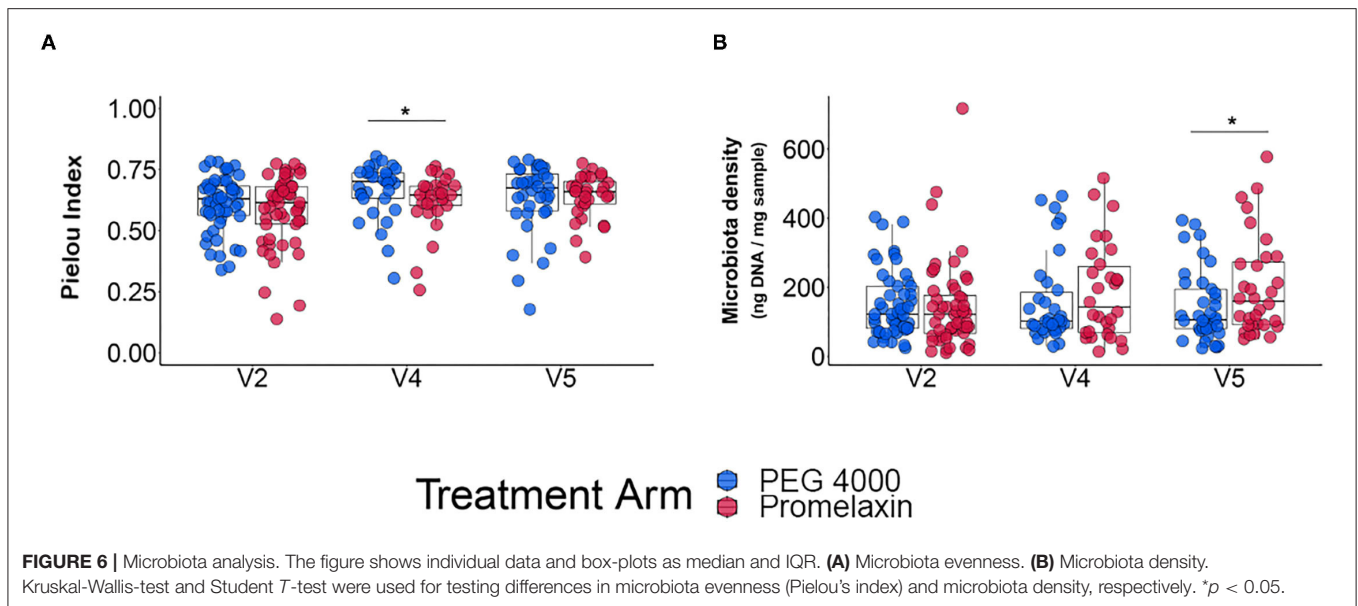 A
B
Pielou Index
1.00
0.75
0.50
0.25
0.00
*
V2
V4
V5
Microbiota density
(ng DNA / mg sample)
600
400
200
0
*
V2
V4
V5
Treatment Arm
PEG 4000
Promelaxin
FIGURE 6 | Microbiota analysis. The figure shows individual data and box-plots as median and IQR. (A) Microbiota evenness. (B) Microbiota density.
Kruskal-Wallis-test and Student T-test were used for testing differences in microbiota evenness (Pielou's index) and microbiota density, respectively. *p < 0.05.